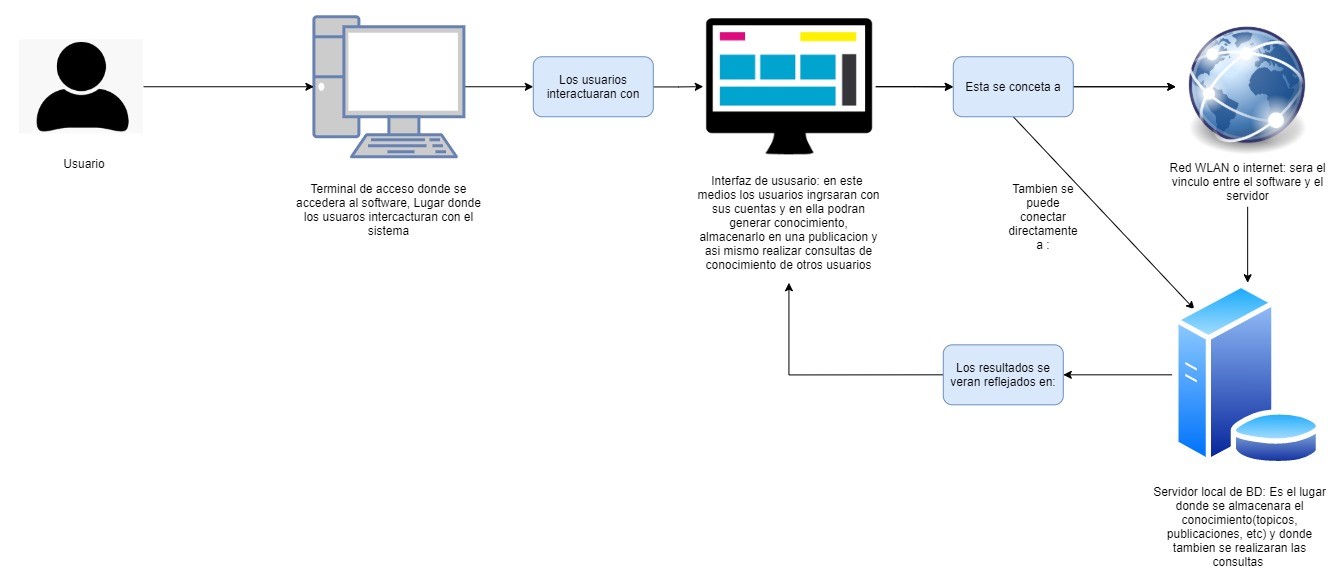 Usuario
Terminal de acceso donde se
accedera al software, Lugar donde
los usuaros intercacturan con el
sistema
Los usuarios
interactuaran con
Interfaz de ususario: en este
medios los usuarios ingrsaran con
sus cuentas y en ella podran
generar conocimiento,
almacenarlo en una publicacion y
asi mismo realizar consultas de
conocimiento de otros usuarios
Esta se conceta a
Tambien se
puede
conectar
directamente
a :
Red WLAN o internet: sera el
vinculo entre el software y el
servidor
Los resultados se
veran reflejados en:
Servidor local de BD: Es el lugar
donde se almacenara el
conocimiento(topicos,
publicaciones, etc) y donde
tambien se realizaran las
consultas